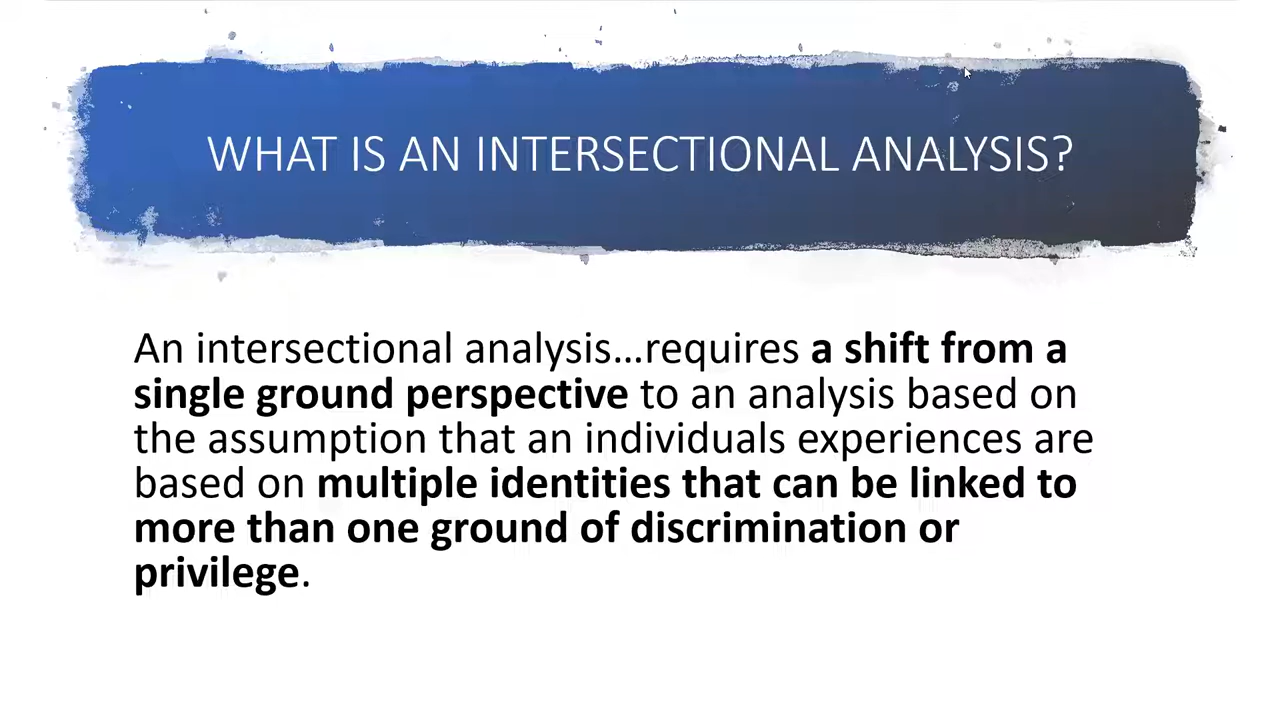 WHAT IS AN INTERSECTIONAL ANALYSIS?
An intersectional analysis…requires a shift from a
single ground perspective to an analysis based on
the assumption that an individuals experiences are
based on multiple identities that can be linked to
more than one ground of discrimination or
privilege.